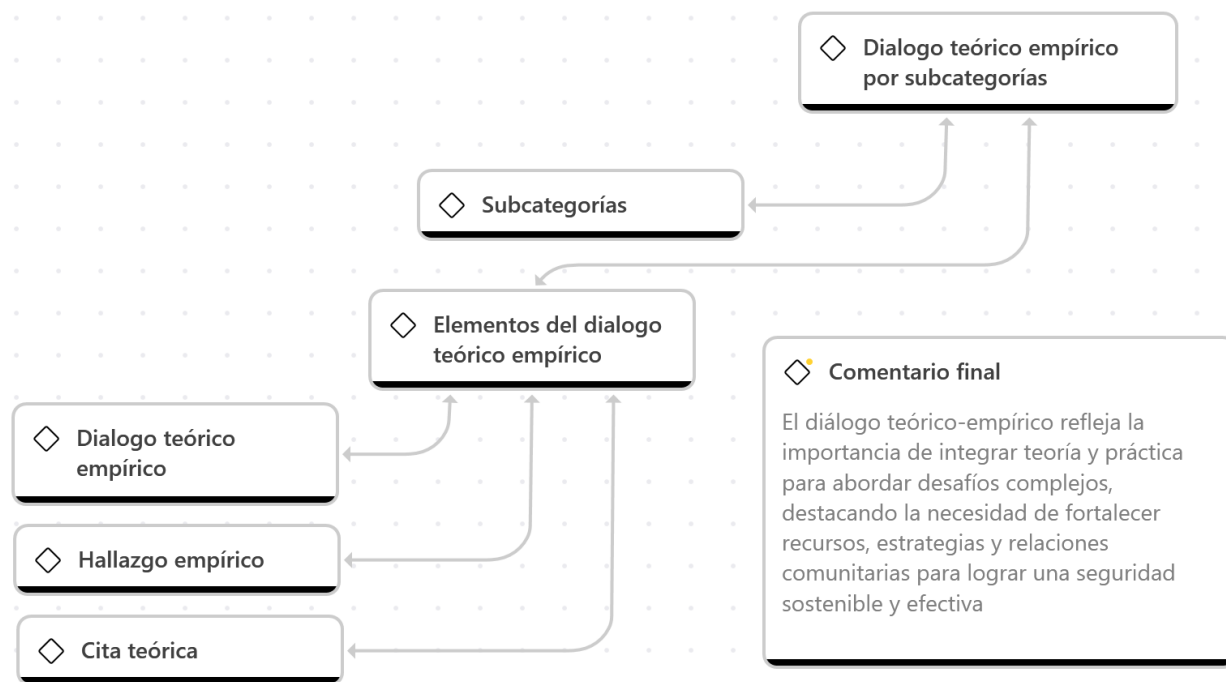 Dialogo teórico empírico
por subcategorías
Subcategorías
Elementos del dialogo
teórico empírico
Comentario final
El diálogo teórico-empírico refleja la
importancia de integrar teoría y práctica
para abordar desafíos complejos,
destacando la necesidad de fortalecer
recursos, estrategias y relaciones
comunitarias para lograr una seguridad
sostenible y efectiva
Dialogo teórico
empírico
Hallazgo empírico
Cita teórica